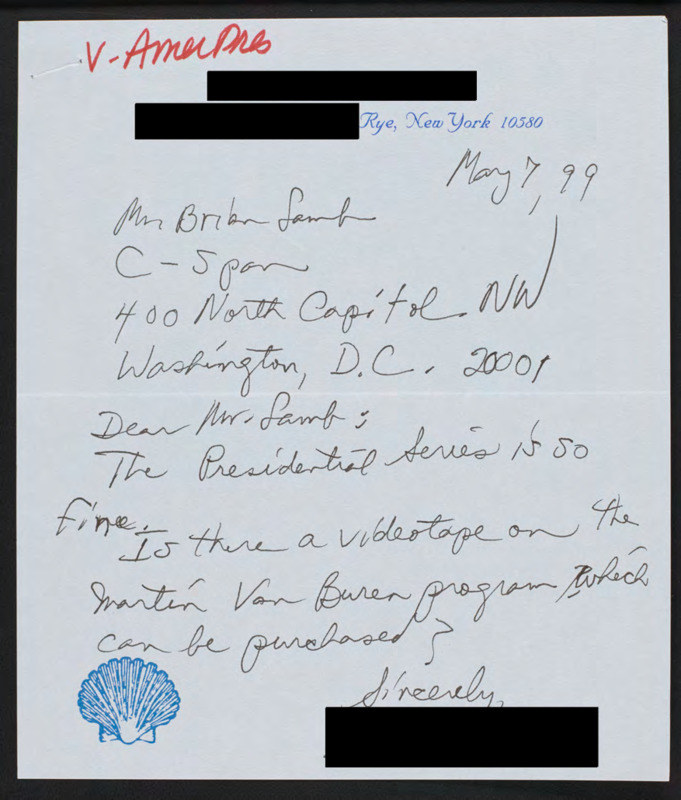 V-AmerPres
Rye, New York 10580
May 7, 99
Mr. Brian Lamb
C-Span
400 North Capitol. NW
Washington, D.C. 20001
Dear Mr. Lamb:
The Presidential Series is so
fine.
Is there a videotape on the
Martin Van Buren program which
can be purchased?
Sincerely,